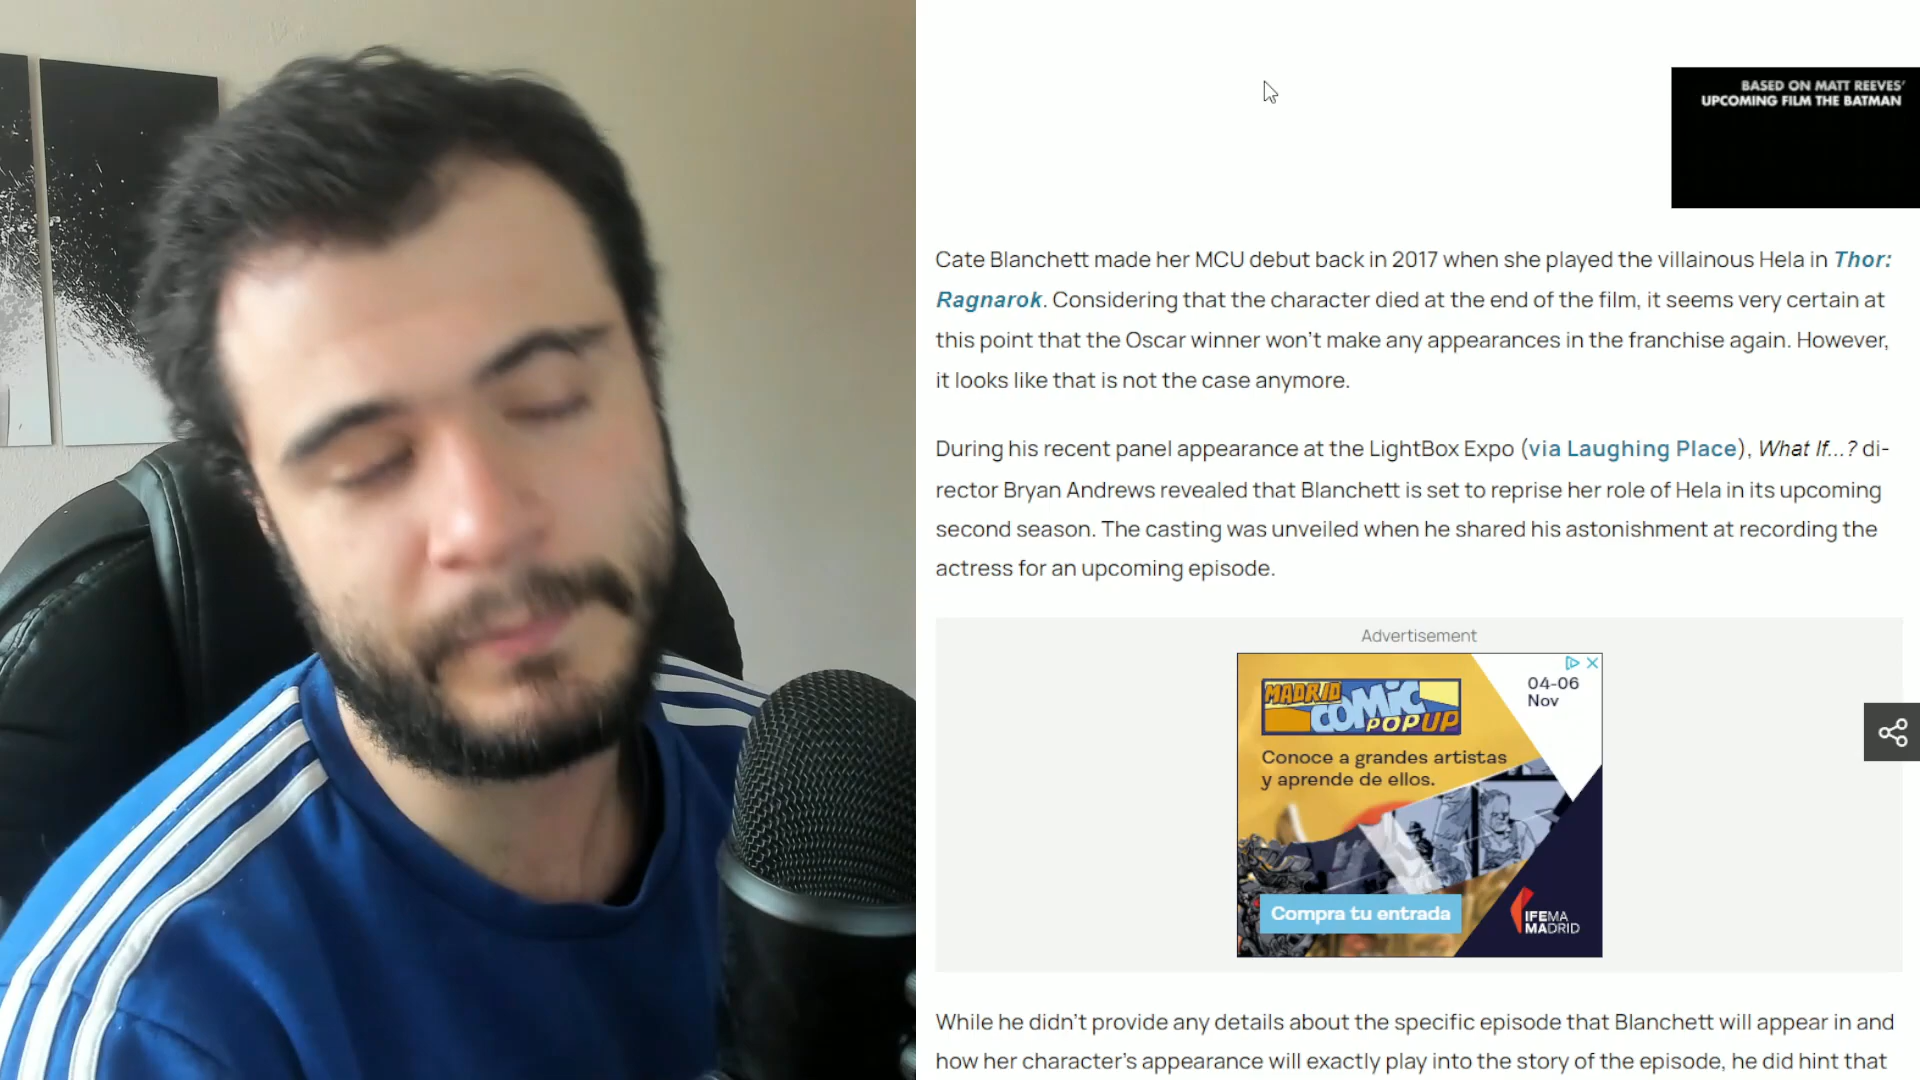 BASED ON MATT REEVES'
UPCOMING FILM THE BATMAN
Cate Blanchett made her MCU debut back in 2017 when she played the villainous Hela in Thor:
Ragnarok. Considering that the character died at the end of the film, it seems very certain at
this point that the Oscar winner won't make any appearances in the franchise again. However,
it looks like that is not the case anymore.
During his recent panel appearance at the LightBox Expo (via Laughing Place), What If...? di-
rector Bryan Andrews revealed that Blanchett is set to reprise her role of Hela in its upcoming
second season. The casting was unveiled when he shared his astonishment at recording the
actress for an upcoming episode.
Advertisement
MADRID
COMIC
POP UP
04-06
Nov
Conoce a grandes artistas
y aprende de ellos.
Compra tu entrada
IFEMA
MADRID
While he didn't provide any details about the specific episode that Blanchett will appear in and
how her character's appearance will exactly play into the story of the episode, he did hint that